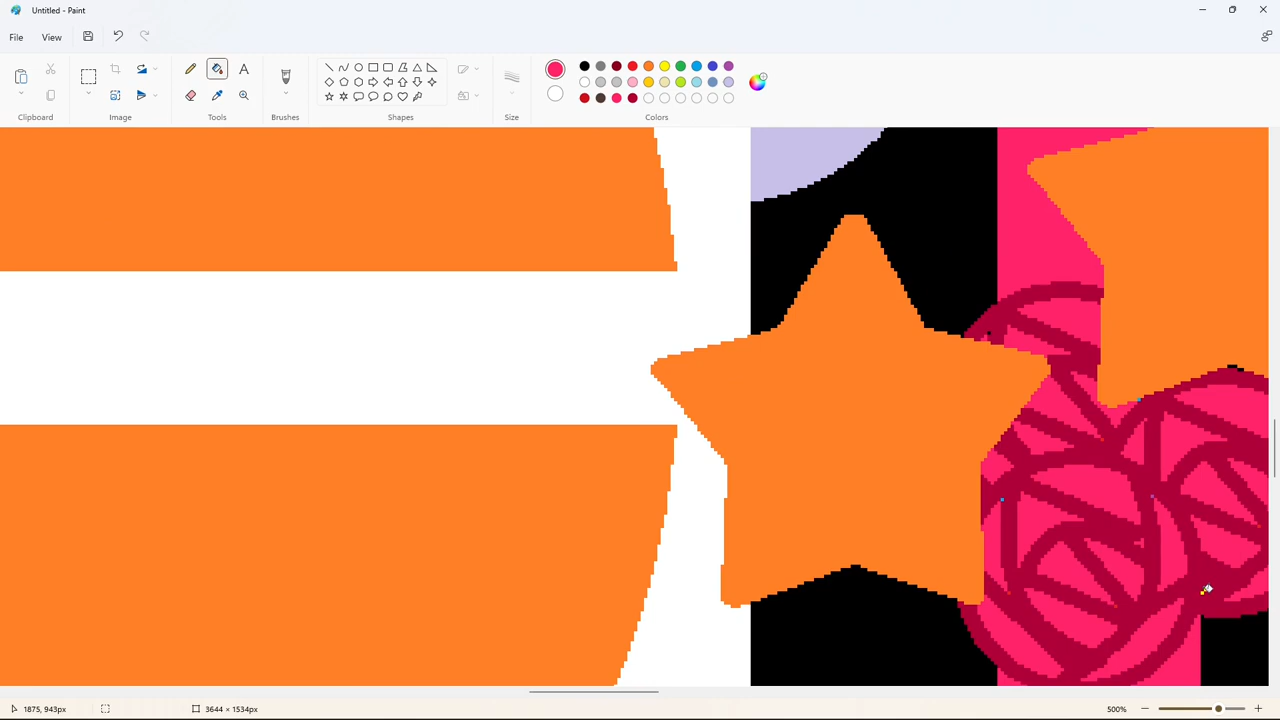 Untitled - Paint
File View
Clipboard Image Tools Brushes Shapes Size Colors
1875, 943px 3644 × 1534px 500%